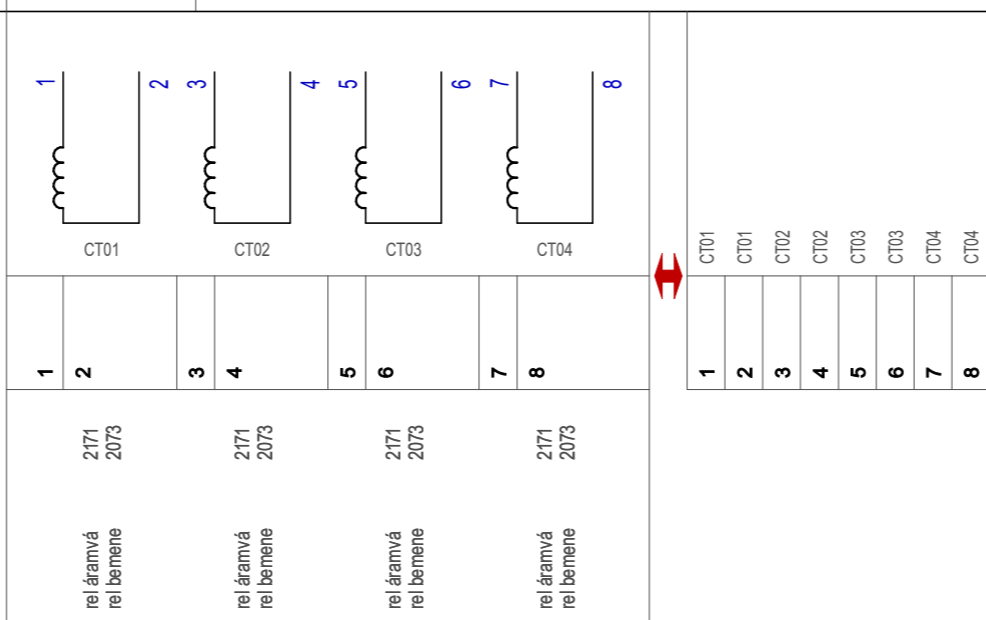 1 2 3 4 5 6 7 8
CT01 CT02 CT03 CT04
CT01 CT01 CT02 CT02 CT03 CT03 CT04 CT04
1 2 3 4 5 6 7 8
1 2 3 4 5 6 7 8
2171
2073
2171
2073
2171
2073
2171
2073
rel áramvá
rel bemene
rel áramvá
rel bemene
rel áramvá
rel bemene
rel áramvá
rel bemene